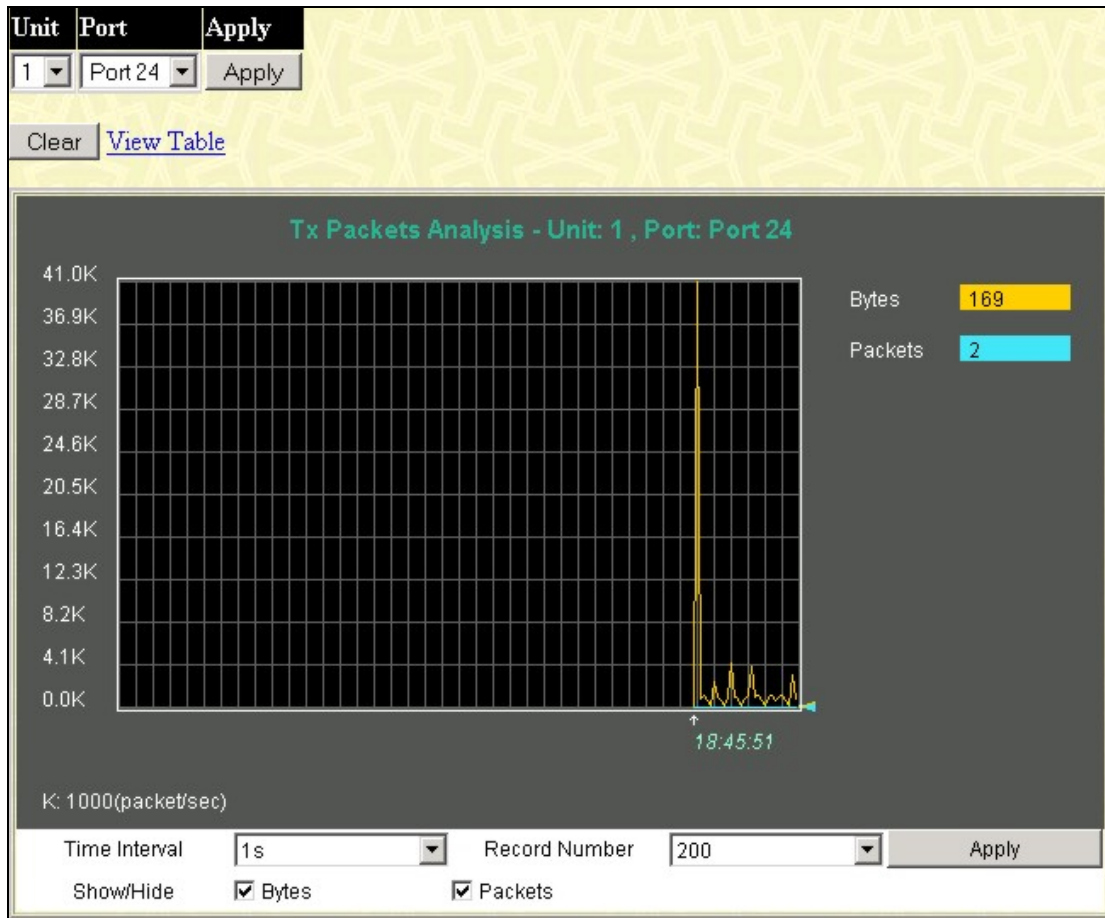 Unit Port Apply
1 Port 24 Apply
Clear View Table
Tx Packets Analysis - Unit: 1 , Port: Port 24
41.0K
36.9K
32.8K
28.7K
24.6K
20.5K
16.4K
12.3K
8.2K
4.1K
0.0K
Bytes 169
Packets 2
18:45:51
K: 1000(packet/sec)
Time Interval 1s Record Number 200 Apply
Show/Hide Bytes Packets